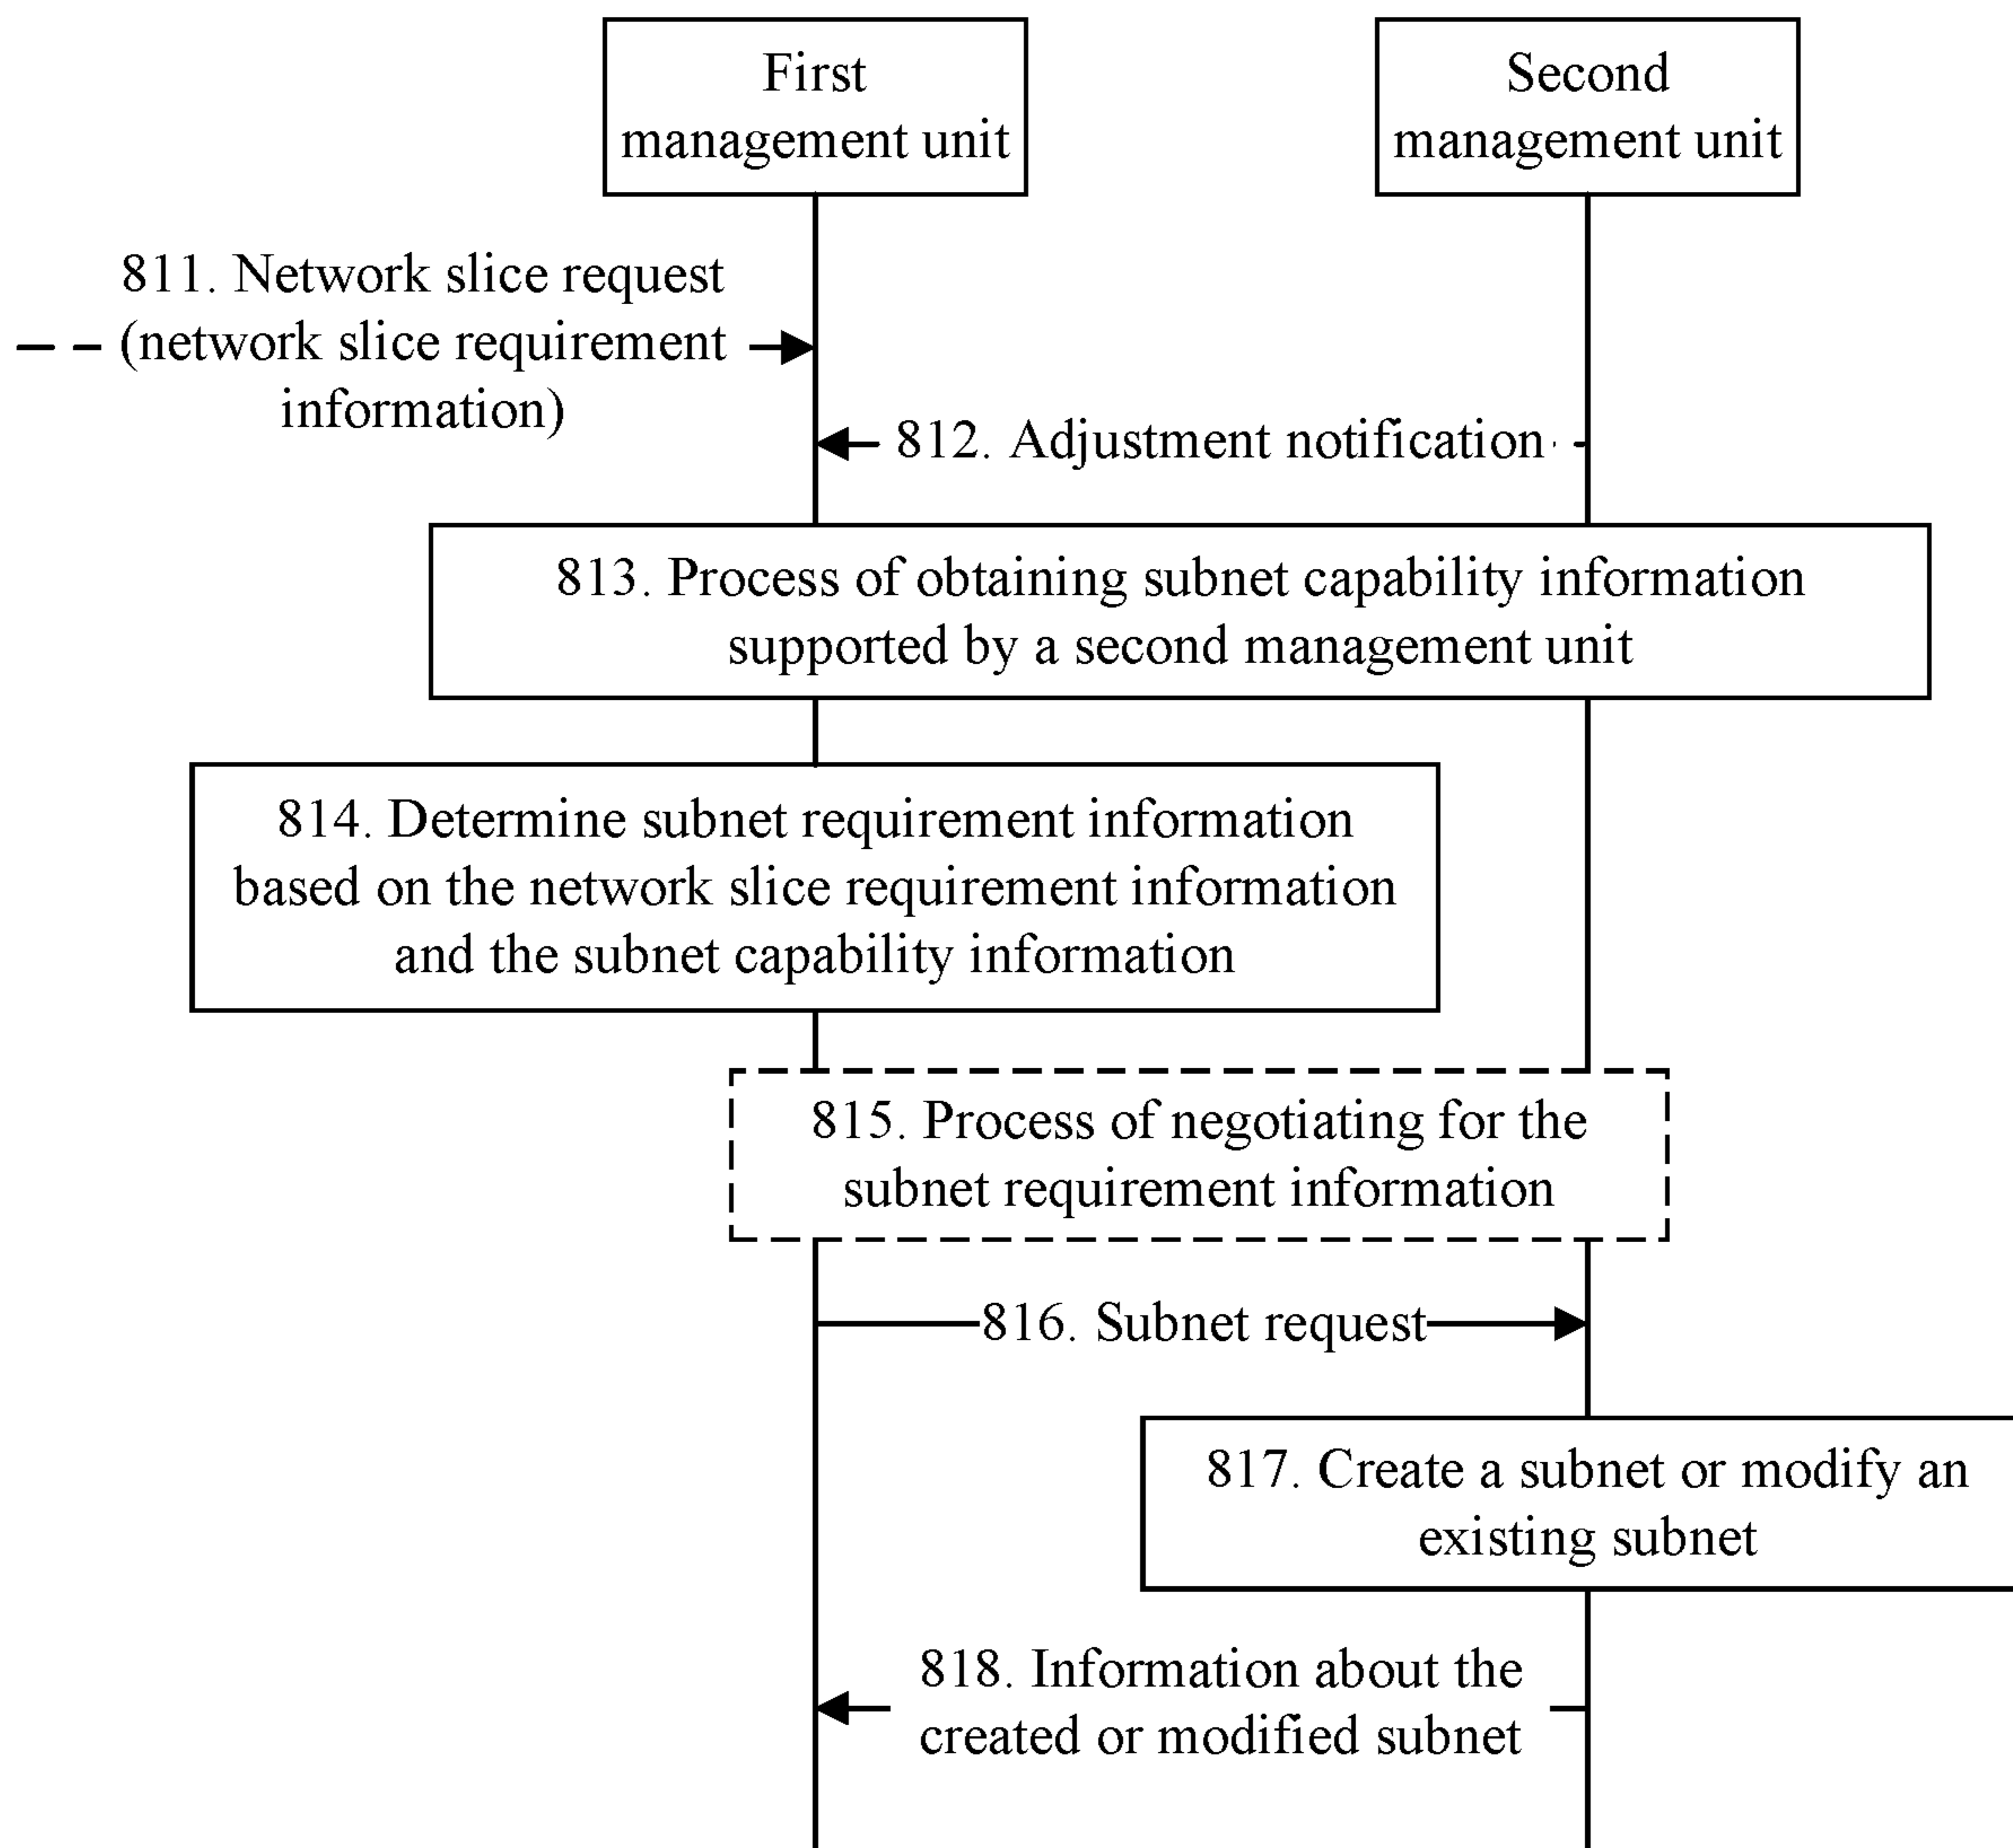 First
management unit
Second
management unit
811. Network slice request
(network slice requirement
information)
812. Adjustment notification
813. Process of obtaining subnet capability information
supported by a second management unit
814. Determine subnet requirement information
based on the network slice requirement information
and the subnet capability information
815. Process of negotiating for the
subnet requirement information
816. Subnet request
817. Create a subnet or modify an
existing subnet
818. Information about the
created or modified subnet